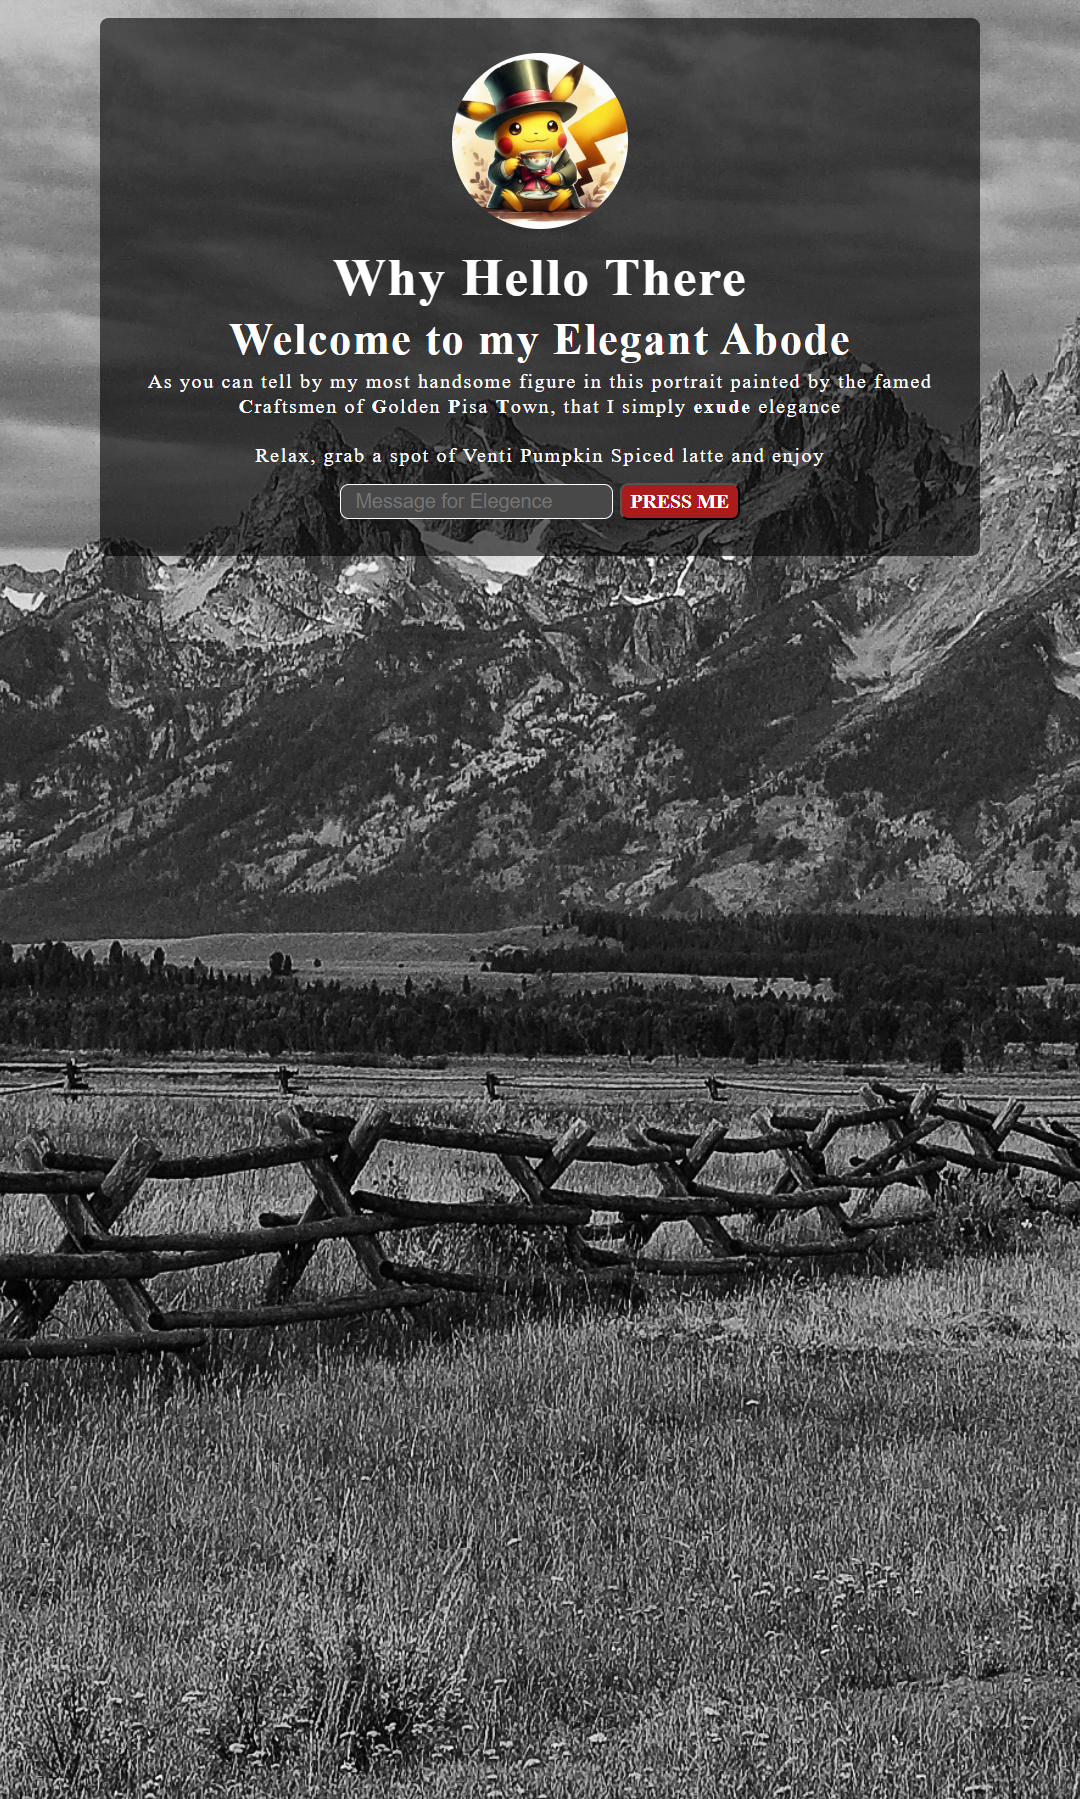 Why Hello There
Welcome to my Elegant Abode
As you can tell by my most handsome figure in this portrait painted by the famed
Craftsmen of Golden Pisa Town, that I simply exude elegance
Relax, grab a spot of Venti Pumpkin Spiced latte and enjoy
Message for Elegence
PRESS ME